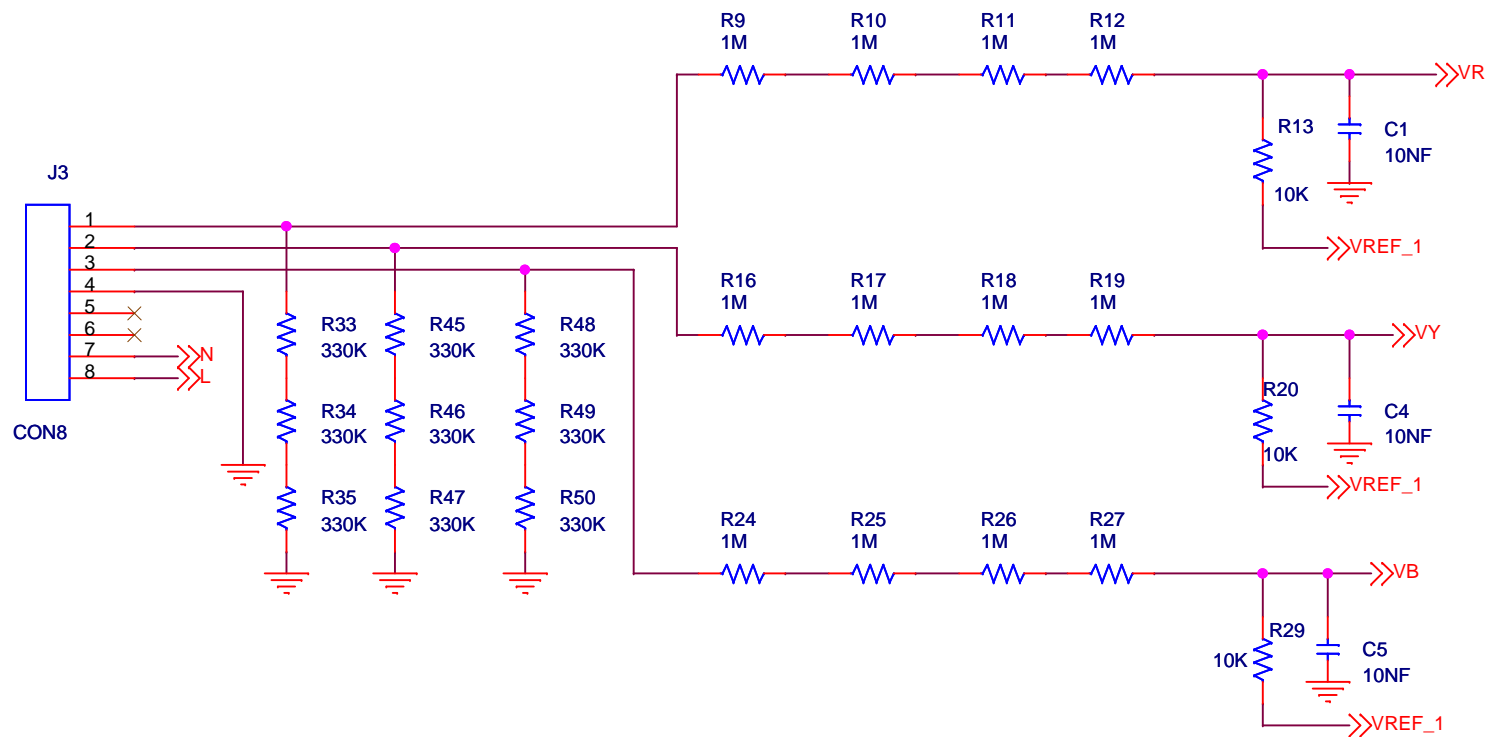 R9
1M
R10
1M
R11
1M
R12
1M
VR
R13
10K
C1
10NF
VREF_1
J3
1
2
3
4
5
6
7
8
N
L
CON8
R16
1M
R17
1M
R18
1M
R19
1M
VY
R20
10K
C4
10NF
VREF_1
R33
330K
R45
330K
R48
330K
R34
330K
R46
330K
R49
330K
R35
330K
R47
330K
R50
330K
R24
1M
R25
1M
R26
1M
R27
1M
VB
R29
10K
C5
10NF
VREF_1